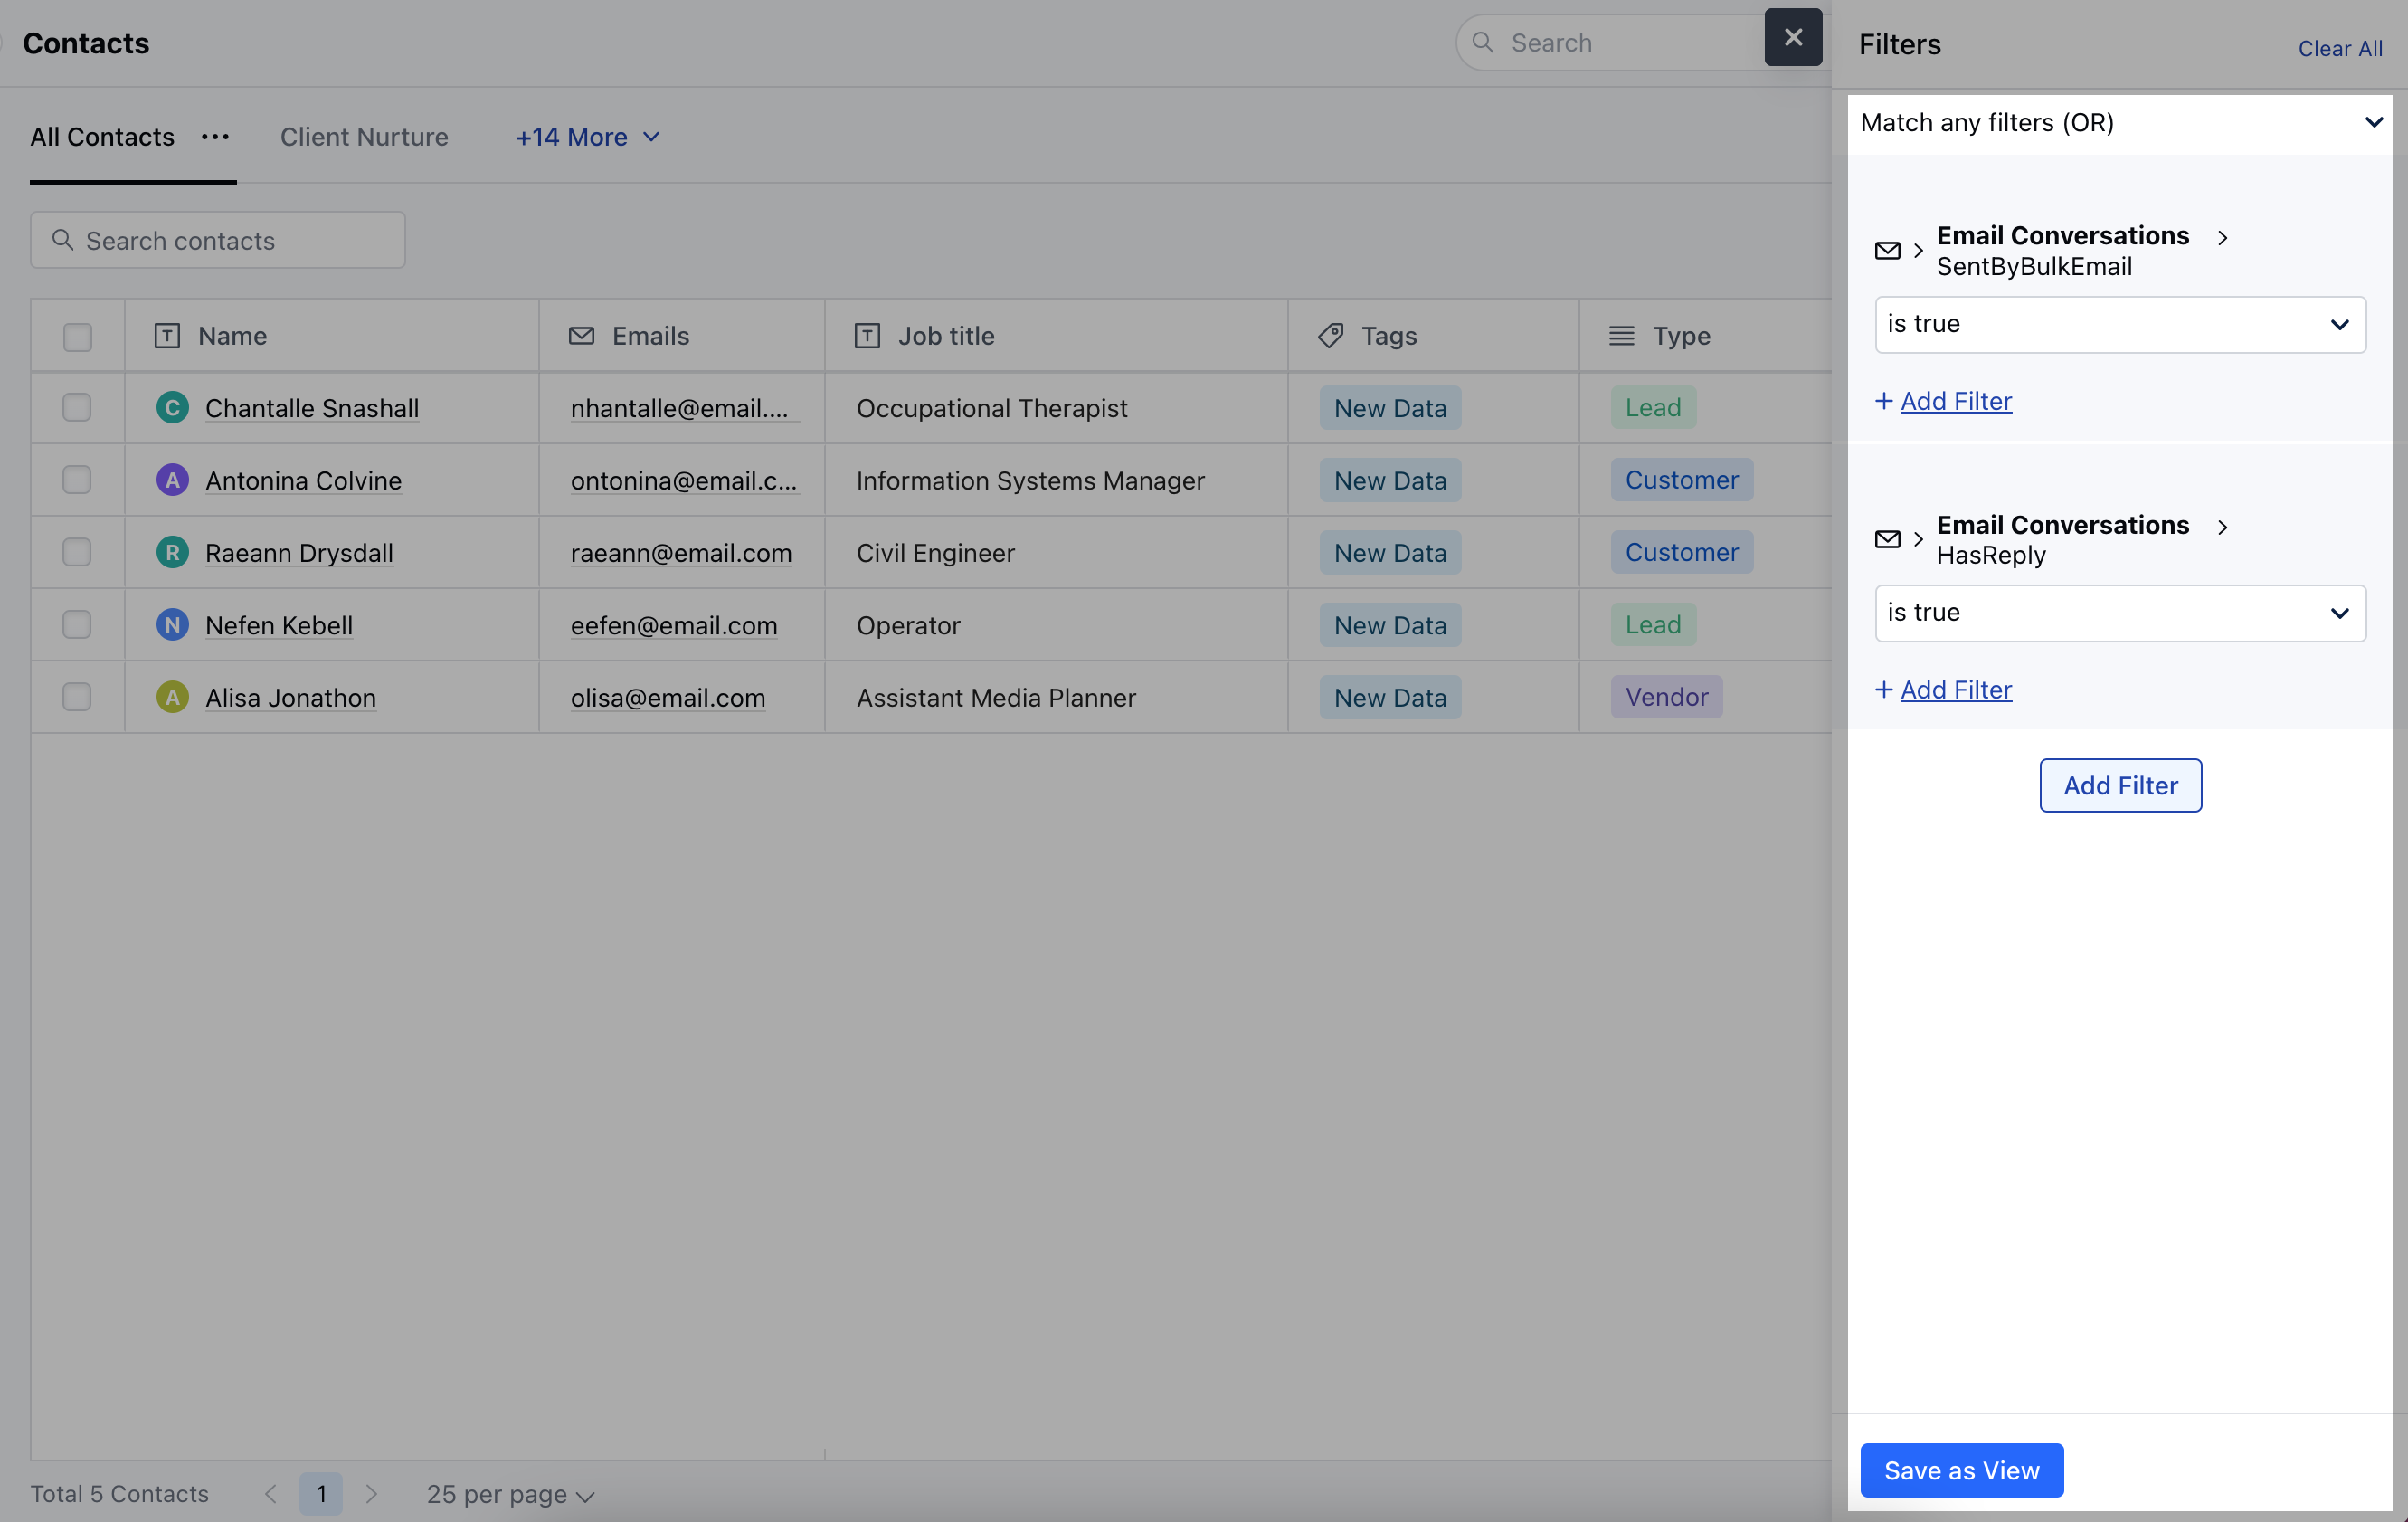 Contacts
Search
Filters
Clear All
All Contacts
Client Nurture
+14 More
Match any filters (OR)
Search contacts
Email Conversations
SentByBulkEmail
is true
+ Add Filter
Name Emails Job title Tags Type
C Chantalle Snashall nhantalle@email.... Occupational Therapist New Data Lead
A Antonina Colvine ontonina@email.c... Information Systems Manager New Data Customer
R Raeann Drysdall raeann@email.com Civil Engineer New Data Customer
N Nefen Kebell eefen@email.com Operator New Data Lead
A Alisa Jonathon olisa@email.com Assistant Media Planner New Data Vendor
Email Conversations
HasReply
is true
+ Add Filter
Add Filter
Total 5 Contacts
1
25 per page
Save as View